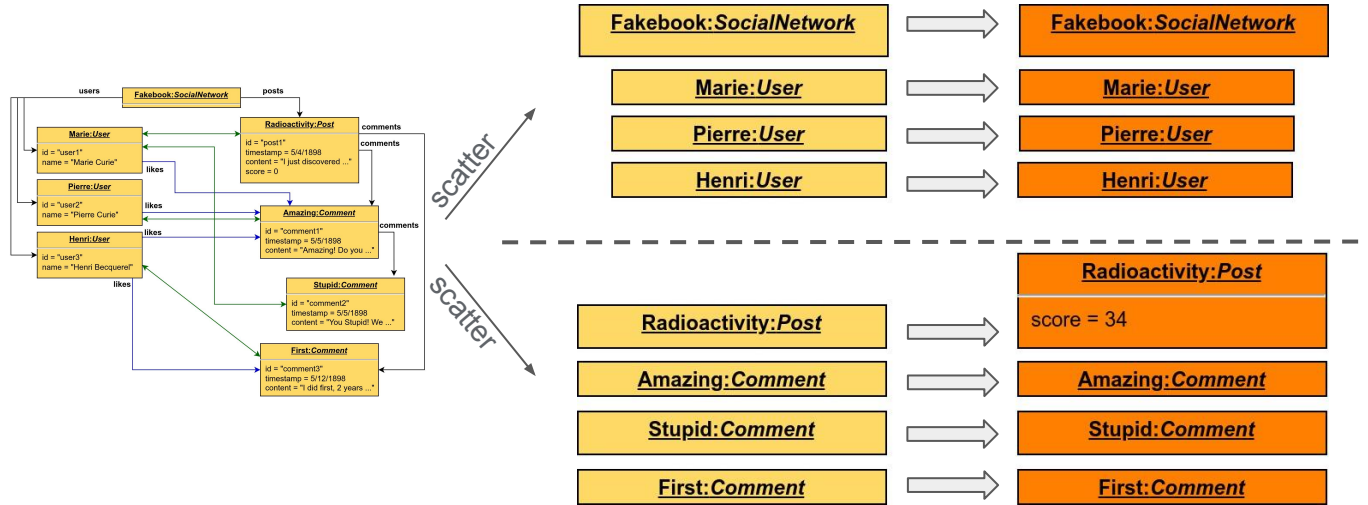 users
Fakebook:SocialNetwork
posts
Marie:User
id = "user1"
name = "Marie Curie"
Radioactivity:Post
id = "post1"
timestamp = 5/4/1898
content = "I just discovered ..."
score = 0
comments
comments
likes
Pierre:User
id = "user2"
name = "Pierre Curie"
likes
Amazing:Comment
id = "comment1"
timestamp = 5/5/1898
content = "Amazing! Do you ..."
comments
likes
Henri:User
id = "user3"
name = "Henri Becquerel"
likes
Stupid:Comment
id = "comment2"
timestamp = 5/5/1898
content = "You Stupid! We ..."
First:Comment
id = "comment3"
timestamp = 5/12/1898
content = "I did first, 2 years ..."
scatter
scatter
Fakebook:SocialNetwork
Fakebook:SocialNetwork
Marie:User
Marie:User
Pierre:User
Pierre:User
Henri:User
Henri:User
Radioactivity:Post
Radioactivity:Post
score = 34
Amazing:Comment
Amazing:Comment
Stupid:Comment
Stupid:Comment
First:Comment
First:Comment